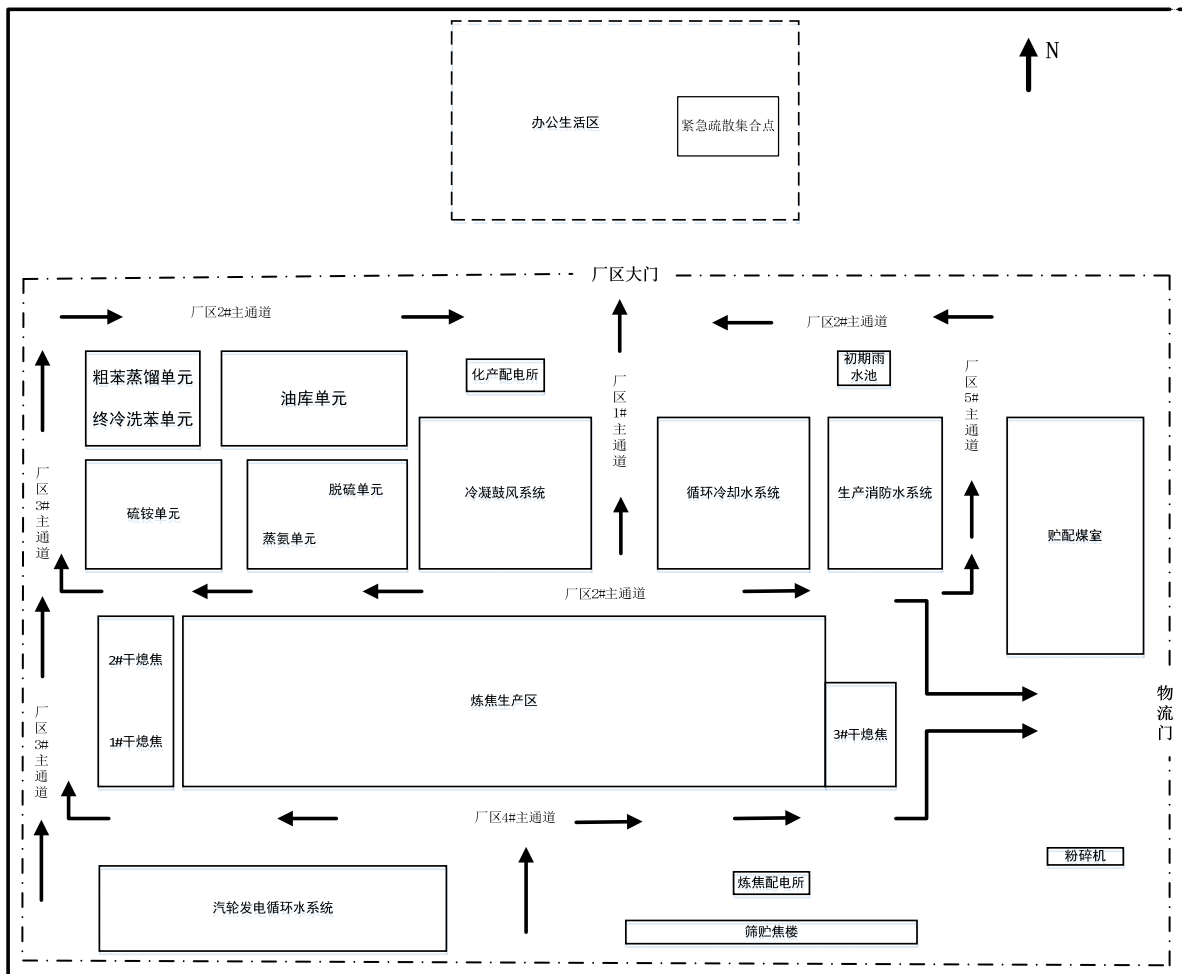 N
办公生活区
紧急疏散集合点
厂区大门
厂区2#主通道
厂区2#主通道
粗苯蒸馏单元
终冷洗苯单元
油库单元
化产配电所
厂区1#主通道
初期雨
水池
厂区5#主通道
厂区3#主通道
硫铵单元
脱硫单元
蒸氨单元
冷凝鼓风系统
循环冷却水系统
生产消防水系统
贮配煤室
厂区2#主通道
2#干熄焦
1#干熄焦
炼焦生产区
3#干熄焦
物流门
厂区3#主通道
厂区4#主通道
粉碎机
汽轮发电循环水系统
炼焦配电所
筛贮焦楼